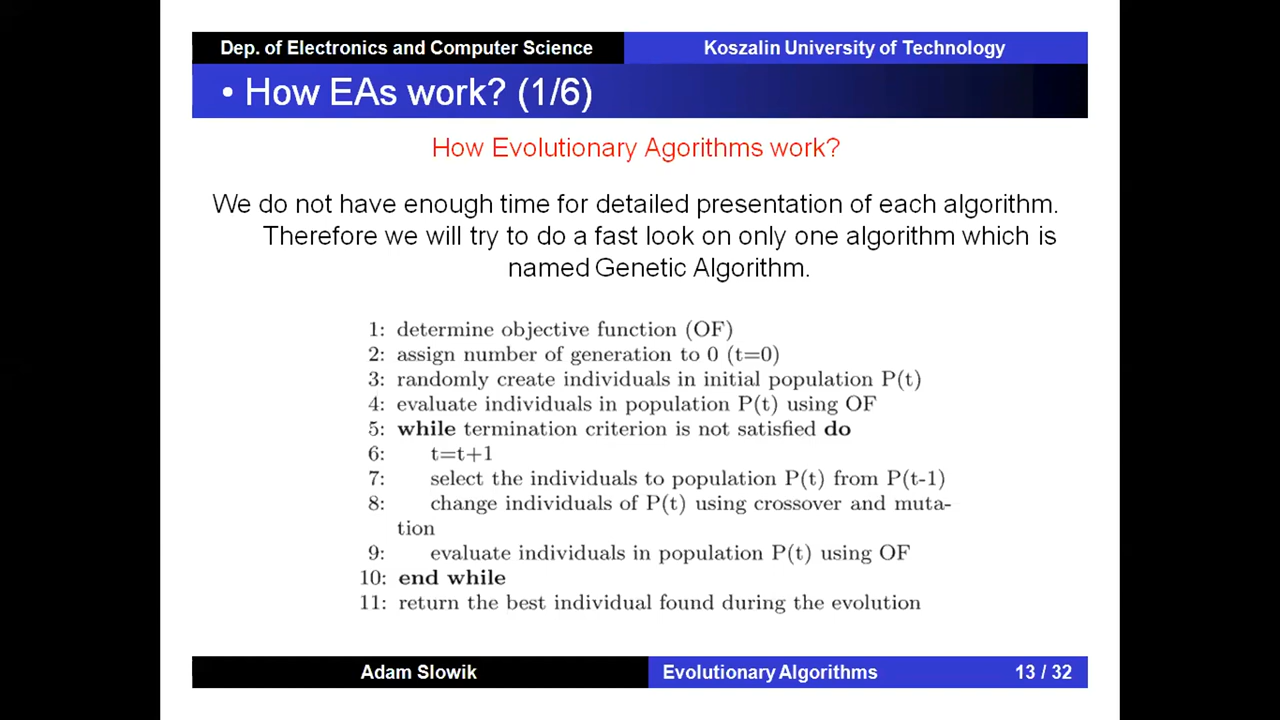 Dep. of Electronics and Computer Science
Koszalin University of Technology
• How EAs work? (1/6)
How Evolutionary Agorithms work?
We do not have enough time for detailed presentation of each algorithm.
Therefore we will try to do a fast look on only one algorithm which is
named Genetic Algorithm.
1: determine objective function (OF)
2: assign number of generation to 0 (t=0)
3: randomly create individuals in initial population P(t)
4: evaluate individuals in population P(t) using OF
5: while termination criterion is not satisfied do
6: t=t+1
7: select the individuals to population P(t) from P(t-1)
8: change individuals of P(t) using crossover and muta-
tion
9: evaluate individuals in population P(t) using OF
10: end while
11: return the best individual found during the evolution
Adam Slowik
Evolutionary Algorithms
13 / 32